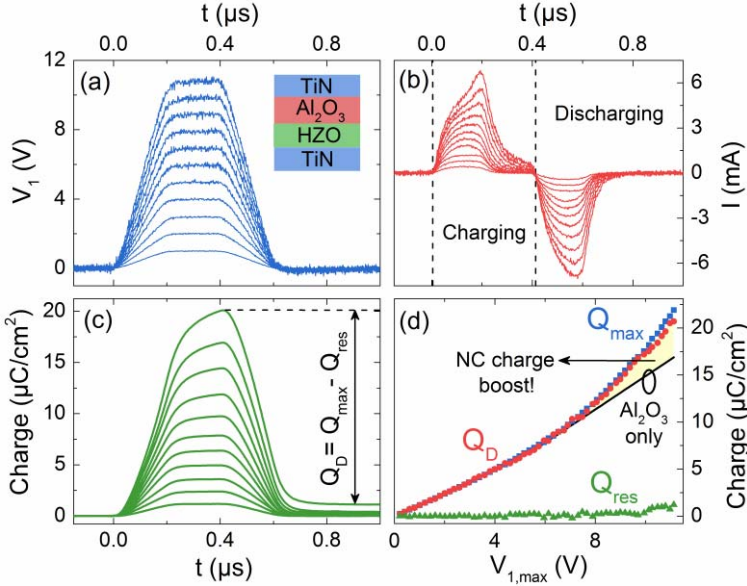 t (μs)
0.0 0.4 0.8
12
8
4
0
V₁ (V)
(a)
TiN
Al₂O₃
HZO
TiN
t (μs)
0.0 0.4 0.8
(b)
Discharging
Charging
6
3
0
-3
-6
I (mA)
20
15
10
5
0
Charge (μC/cm²)
(c)
Q_D = Q_max - Q_res
0.0 0.4 0.8
t (μs)
(d)
Q_max
NC charge
boost!
Al₂O₃
only
Q_D
Q_res
20
15
10
5
0
Charge (μC/cm²)
0 4 8
V₁,max (V)